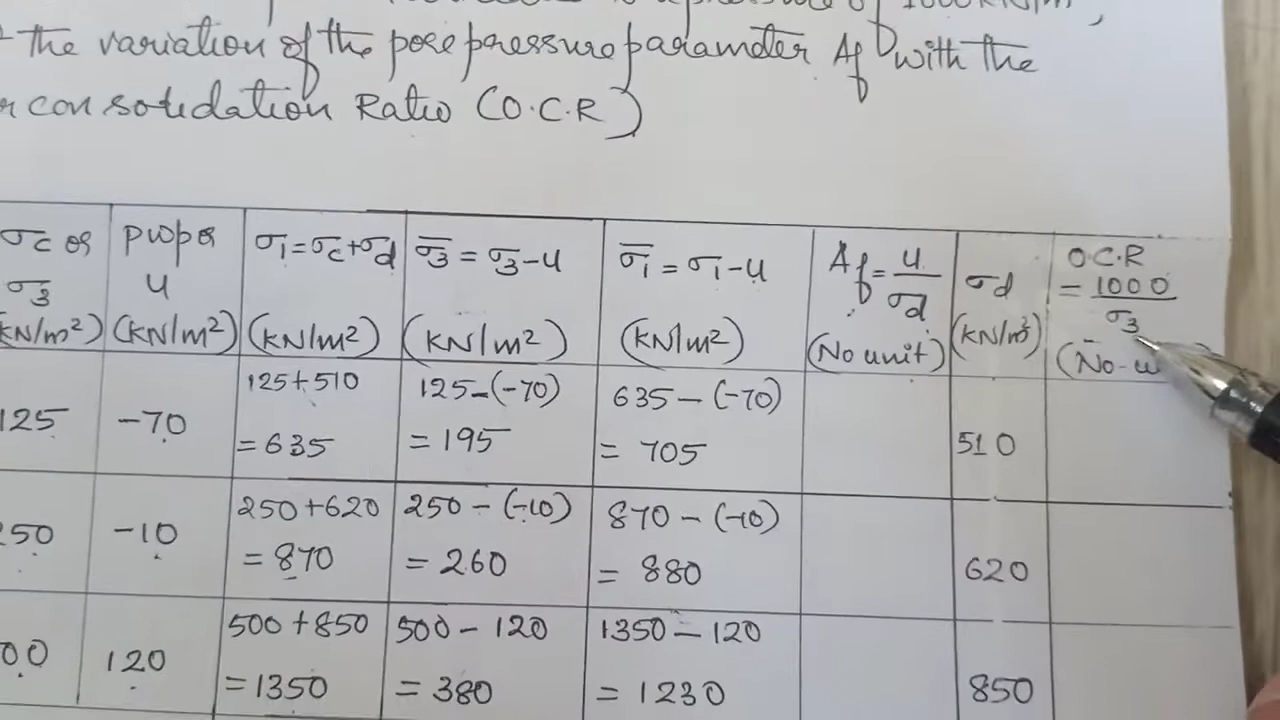 the variation of the pore pressure parameter Af with the
consolidation Ratio (O.C.R)
σc or σ3 (KN/m²) | pwp or u (KN/m²) | σ1 = σc+σd (KN/m²) | σ̅3 = σ3-u (KN/m²) | σ̅1 = σ1-u (KN/m²) | Af = u/σd (No unit) | σd (KN/m²) | O.C.R = 1000/σ3 (No-u
125 | -70 | 125+510 = 635 | 125-(-70) = 195 | 635-(-70) = 705 | | 510 |
250 | -10 | 250+620 = 870 | 250-(-10) = 260 | 870-(-10) = 880 | | 620 |
00 | 120 | 500+850 = 1350 | 500-120 = 380 | 1350-120 = 1230 | | 850 |